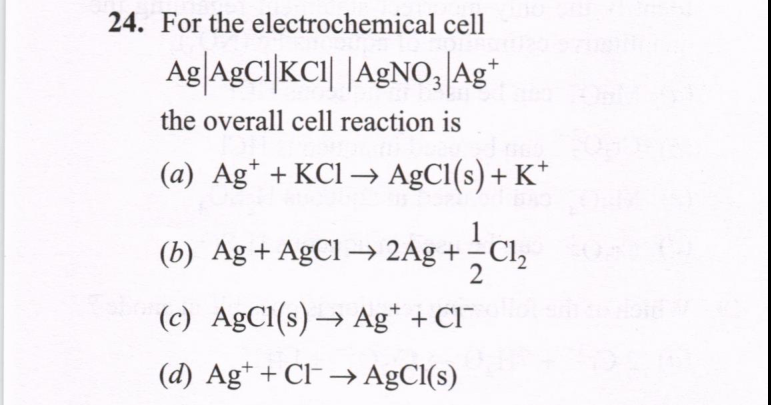 24. For the electrochemical cell
Ag|AgCl|KCl| |AgNO₃|Ag⁺
the overall cell reaction is
(a) Ag⁺ + KCl → AgCl(s) + K⁺
(b) Ag + AgCl → 2Ag + 1/2 Cl₂
(c) AgCl(s) → Ag⁺ + Cl⁻
(d) Ag⁺ + Cl⁻ → AgCl(s)